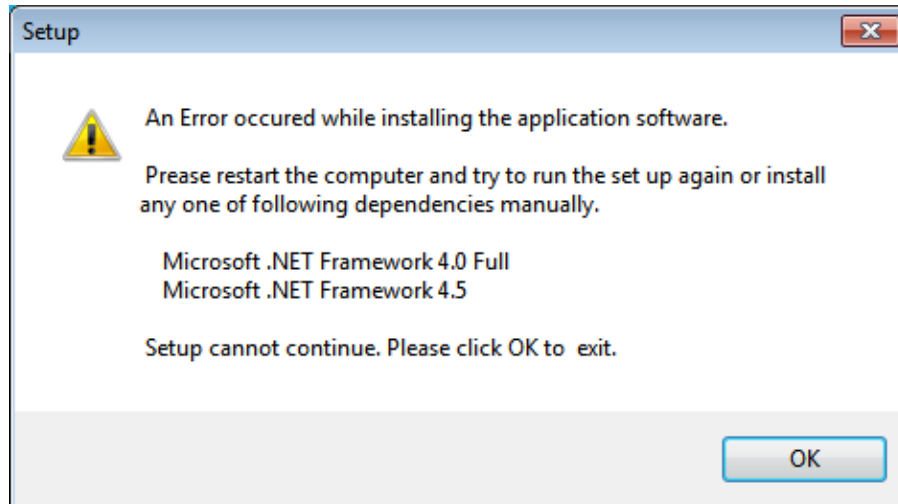 Setup
An Error occured while installing the application software.
Prease restart the computer and try to run the set up again or install
any one of following dependencies manually.
Microsoft .NET Framework 4.0 Full
Microsoft .NET Framework 4.5
Setup cannot continue. Please click OK to  exit.
OK